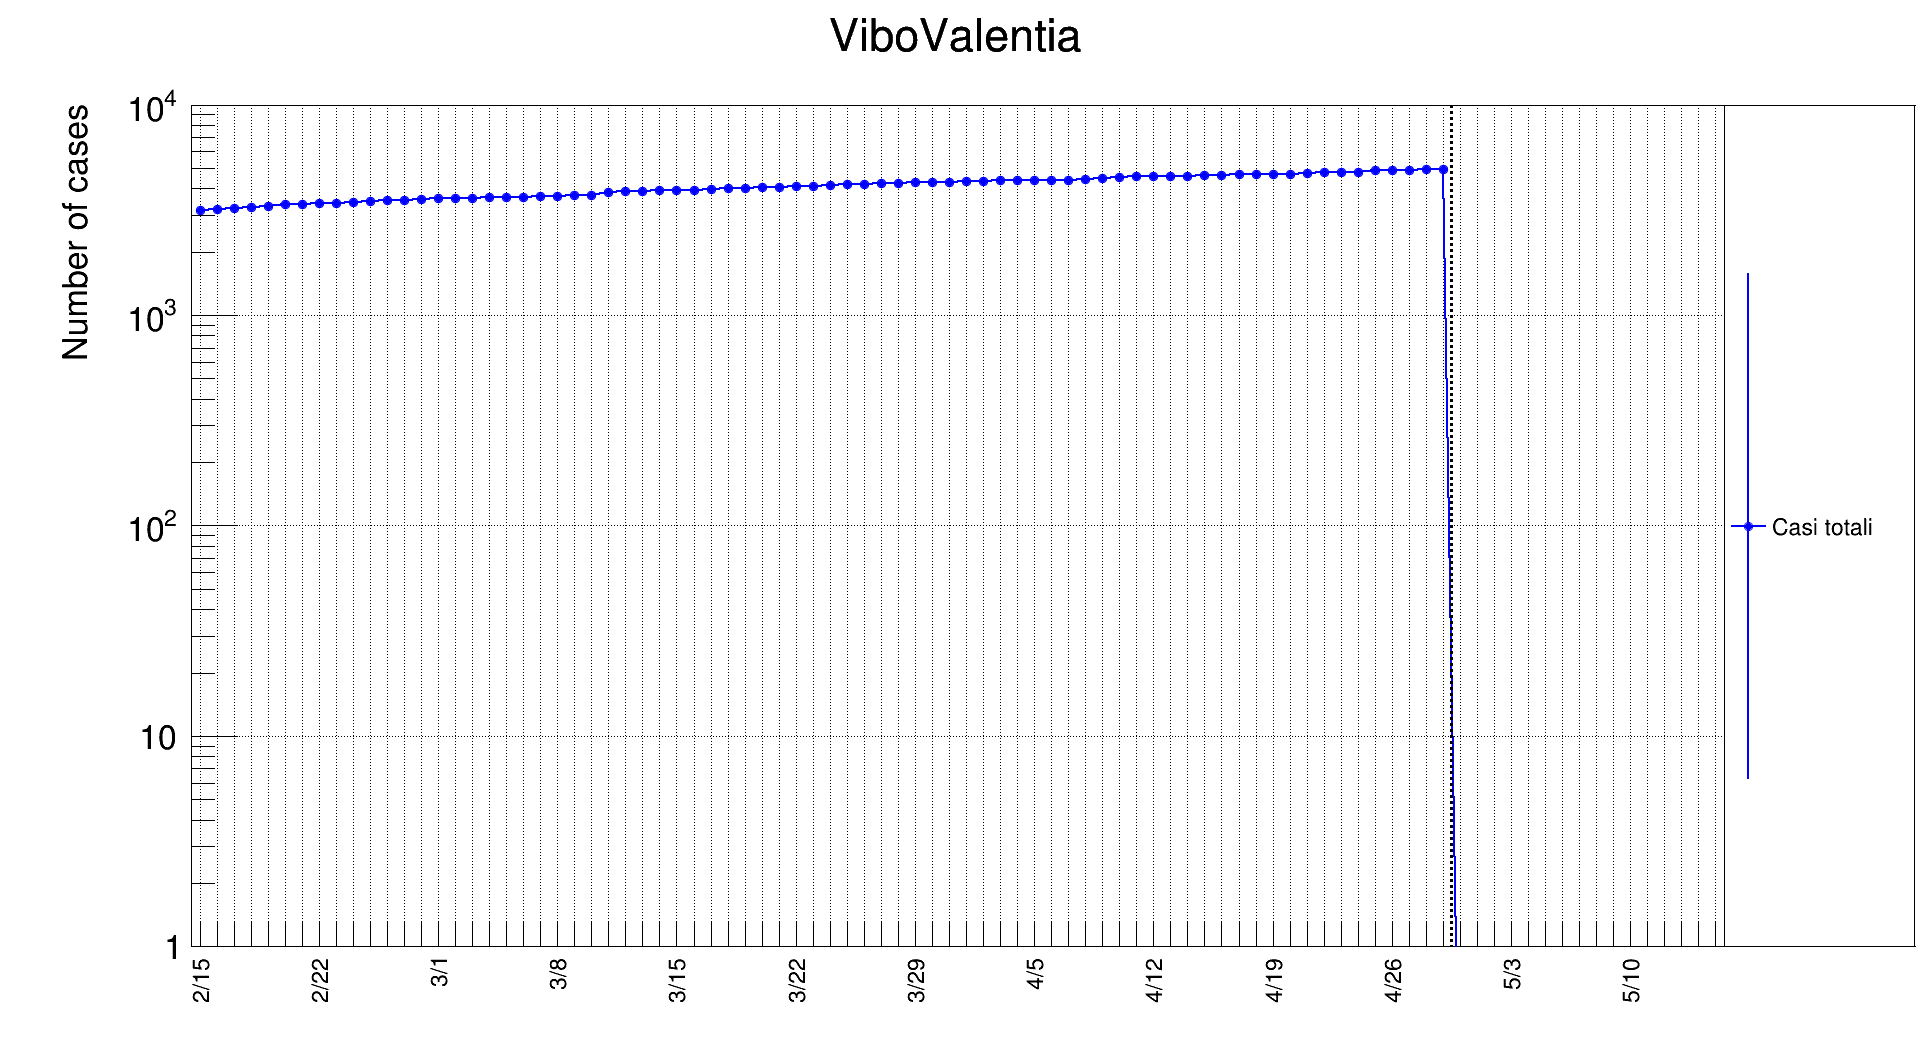 ViboValentia
Number of cases
10⁴
10³
10²
10
1
2/15 2/22 3/1 3/8 3/15 3/22 3/29 4/5 4/12 4/19 4/26 5/3 5/10
Casi totali